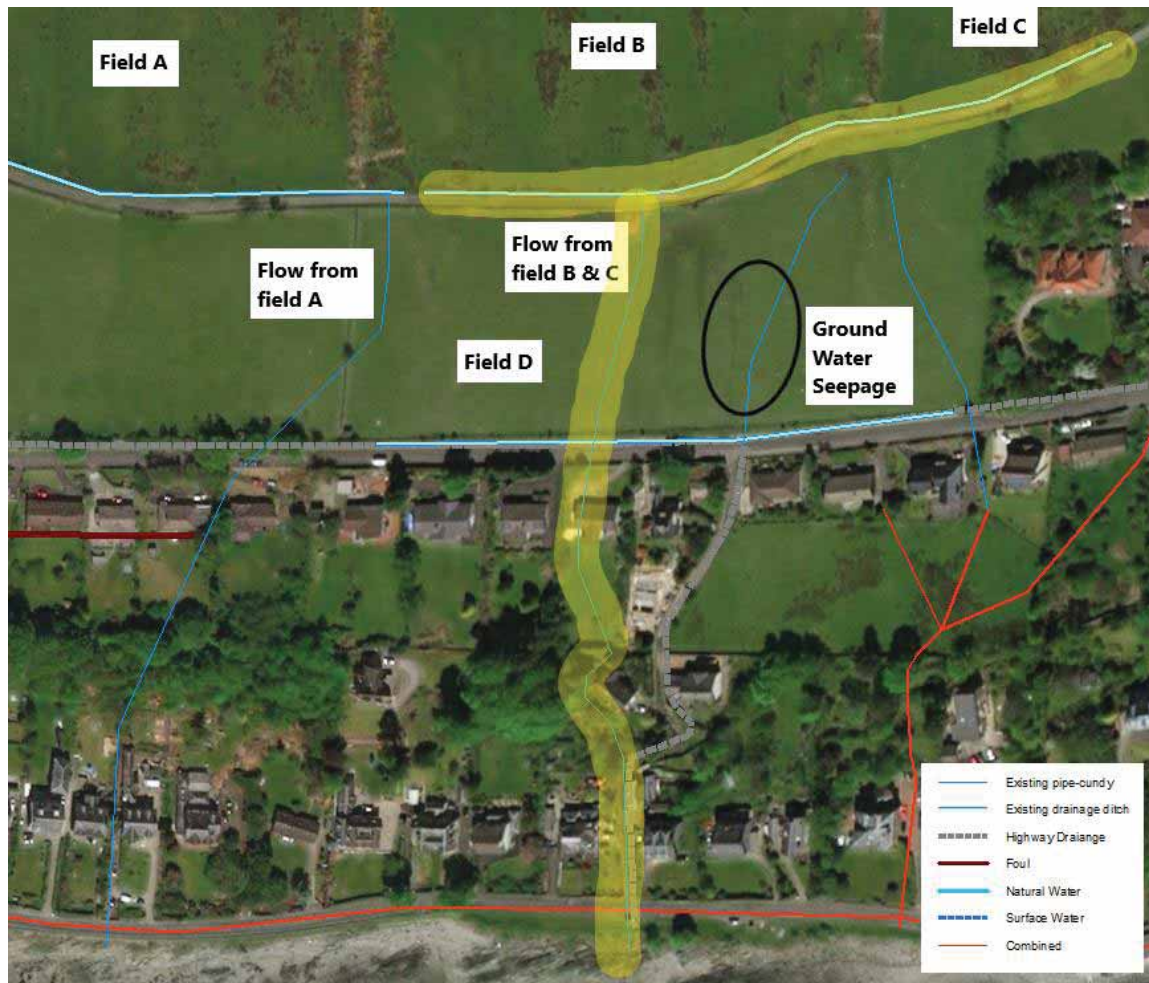 Field A
Field B
Field C
Flow from
field A
Flow from
field B & C
Field D
Ground
Water
Seepage
Existing pipe-cundy
Existing drainage ditch
Highway Draiange
Foul
Natural Water
Surface Water
Combined